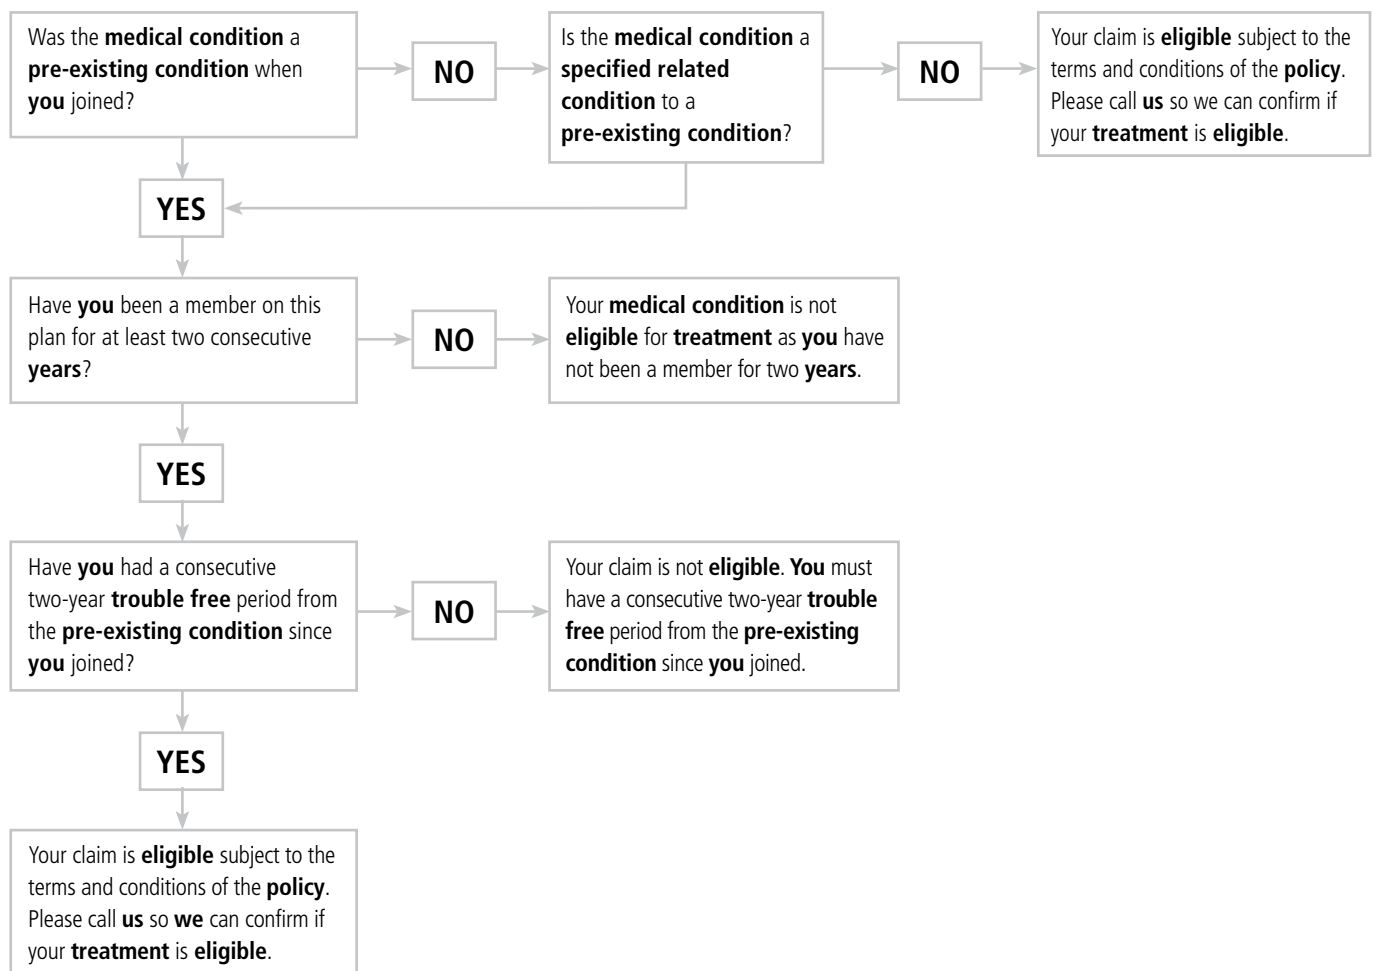 Was the medical condition a
pre-existing condition when
you joined?
NO
Is the medical condition a
specified related
condition to a
pre-existing condition?
NO
Your claim is eligible subject to the
terms and conditions of the policy.
Please call us so we can confirm if
your treatment is eligible.
YES
Have you been a member on this
plan for at least two consecutive
years?
NO
Your medical condition is not
eligible for treatment as you have
not been a member for two years.
YES
Have you had a consecutive
two-year trouble free period from
the pre-existing condition since
you joined?
NO
Your claim is not eligible. You must
have a consecutive two-year trouble
free period from the pre-existing
condition since you joined.
YES
Your claim is eligible subject to the
terms and conditions of the policy.
Please call us so we can confirm if
your treatment is eligible.